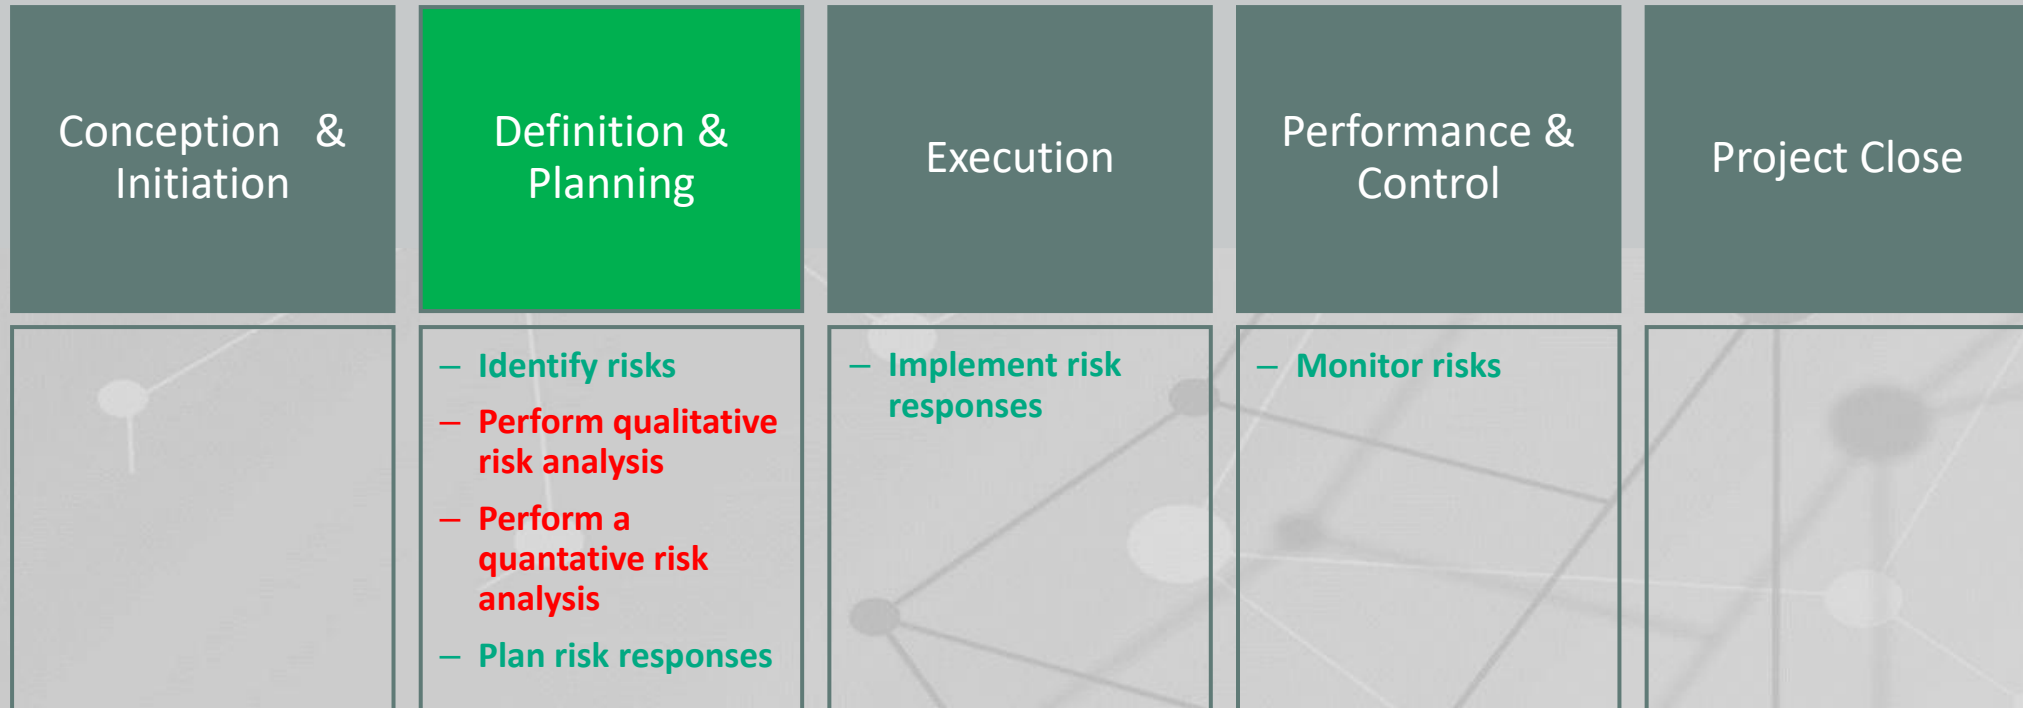 Conception & 
Initiation
Definition &
Planning
Execution
Performance &
Control
Project Close
– Identify risks
– Perform qualitative
risk analysis
– Perform a
quantative risk
analysis
– Plan risk responses
– Implement risk
responses
– Monitor risks